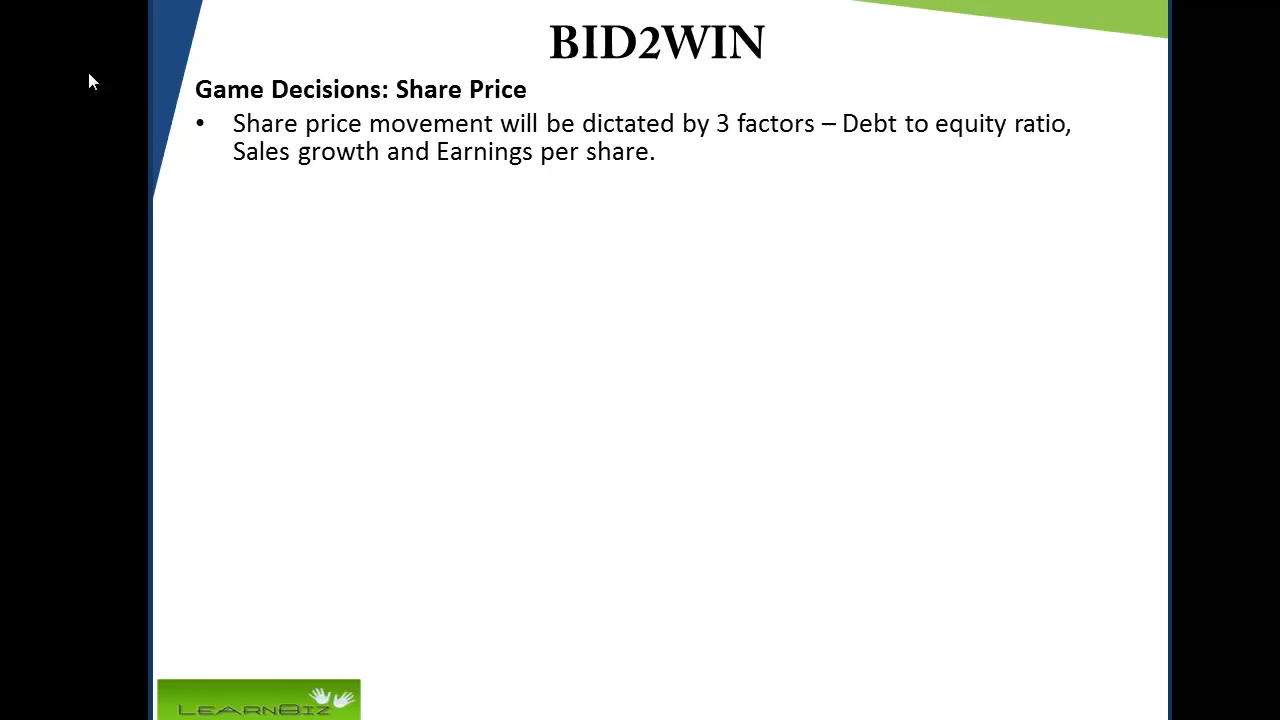 BID2WIN
Game Decisions: Share Price
• Share price movement will be dictated by 3 factors – Debt to equity ratio,
Sales growth and Earnings per share.
LEARNBIZ